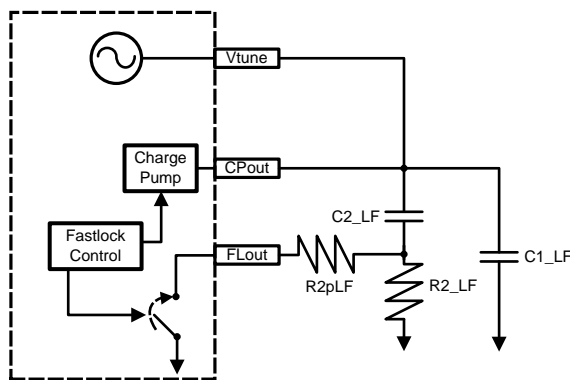 Vtune
Charge
Pump
CPout
C2_LF
Fastlock
Control
FLout
R2pLF
R2_LF
C1_LF